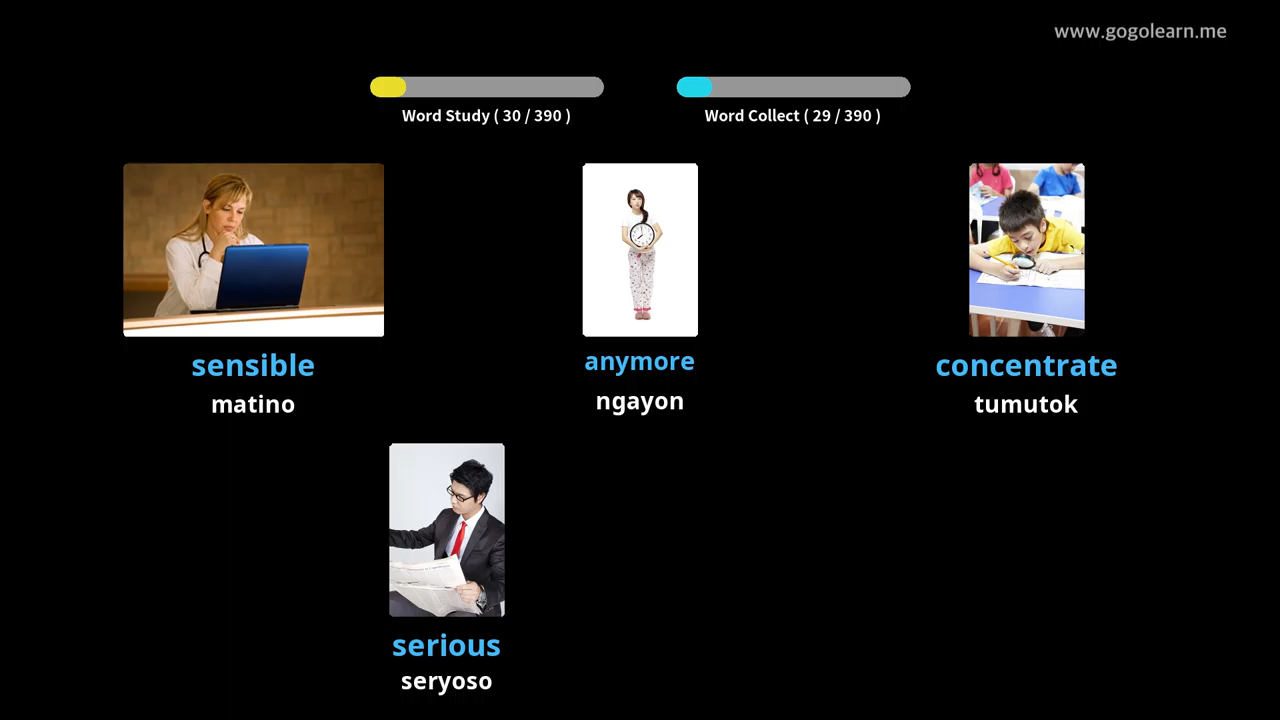 www.gogolearn.me
Word Study ( 30 / 390 )
Word Collect ( 29 / 390 )
sensible
matino
anymore
ngayon
concentrate
tumutok
serious
seryoso